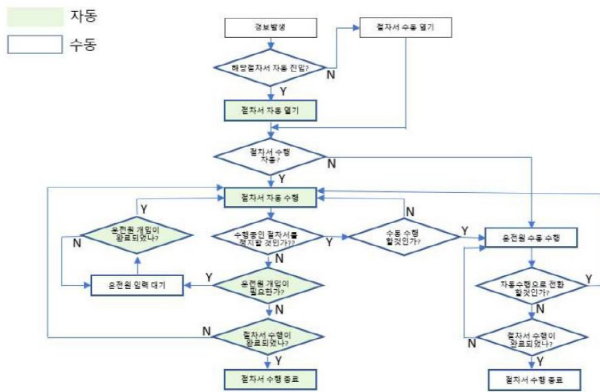 자동
수동
경보발생
절차서 수동 열기
해당절차서 자동 진입?
N
Y
절차서 자동 열기
절차서 수행
자동?
N
Y
절차서 자동 수행
Y
운전원 개입이
완료되었나?
N
수행중인 절차서를
정지할 것인가??
Y
N
수동 수행
할것인가?
N
Y
운전원 수동 수행
운전원 입력 대기
Y
운전원 개입이
필요한가?
N
자동수행으로 전환
할것인가?
Y
N
절차서 수행이
완료되었나?
N
Y
절차서 수행이
완료되었나?
N
Y
절차서 수행 종료
절차서 수행 종료